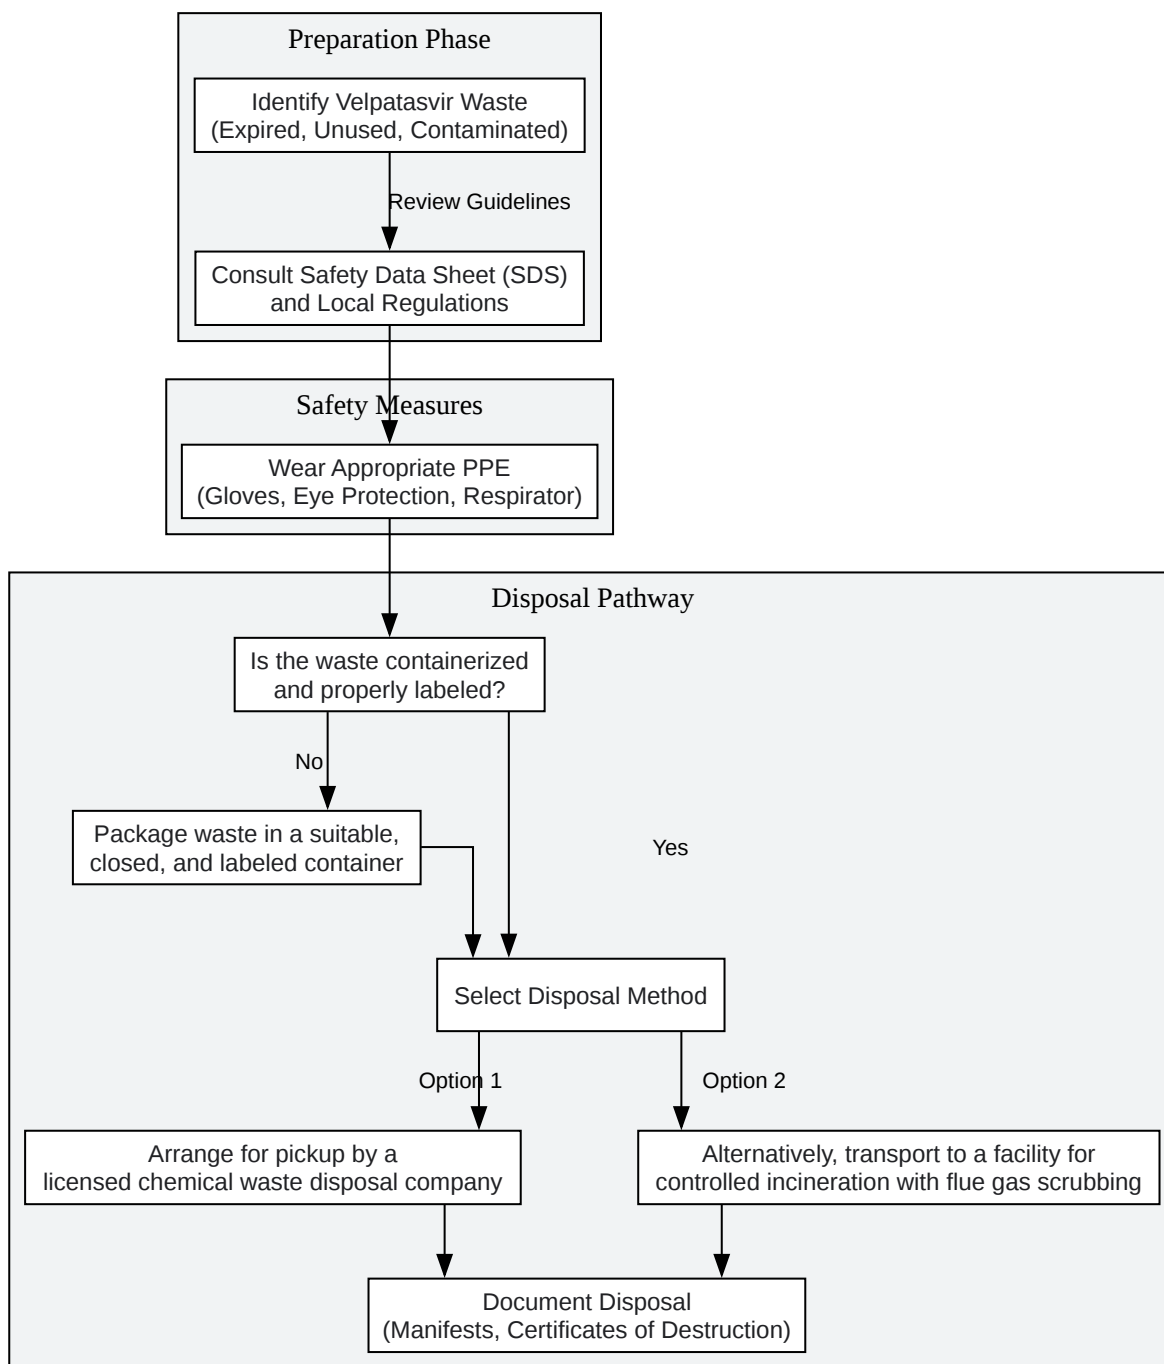 Preparation Phase
Identify Velpatasvir Waste
(Expired, Unused, Contaminated)
Review Guidelines
Consult Safety Data Sheet (SDS)
and Local Regulations
Safety Measures
Wear Appropriate PPE
(Gloves, Eye Protection, Respirator)
Disposal Pathway
Is the waste containerized
and properly labeled?
No
Package waste in a suitable,
closed, and labeled container
Yes
Select Disposal Method
Option 1
Option 2
Arrange for pickup by a
licensed chemical waste disposal company
Alternatively, transport to a facility for
controlled incineration with flue gas scrubbing
Document Disposal
(Manifests, Certificates of Destruction)